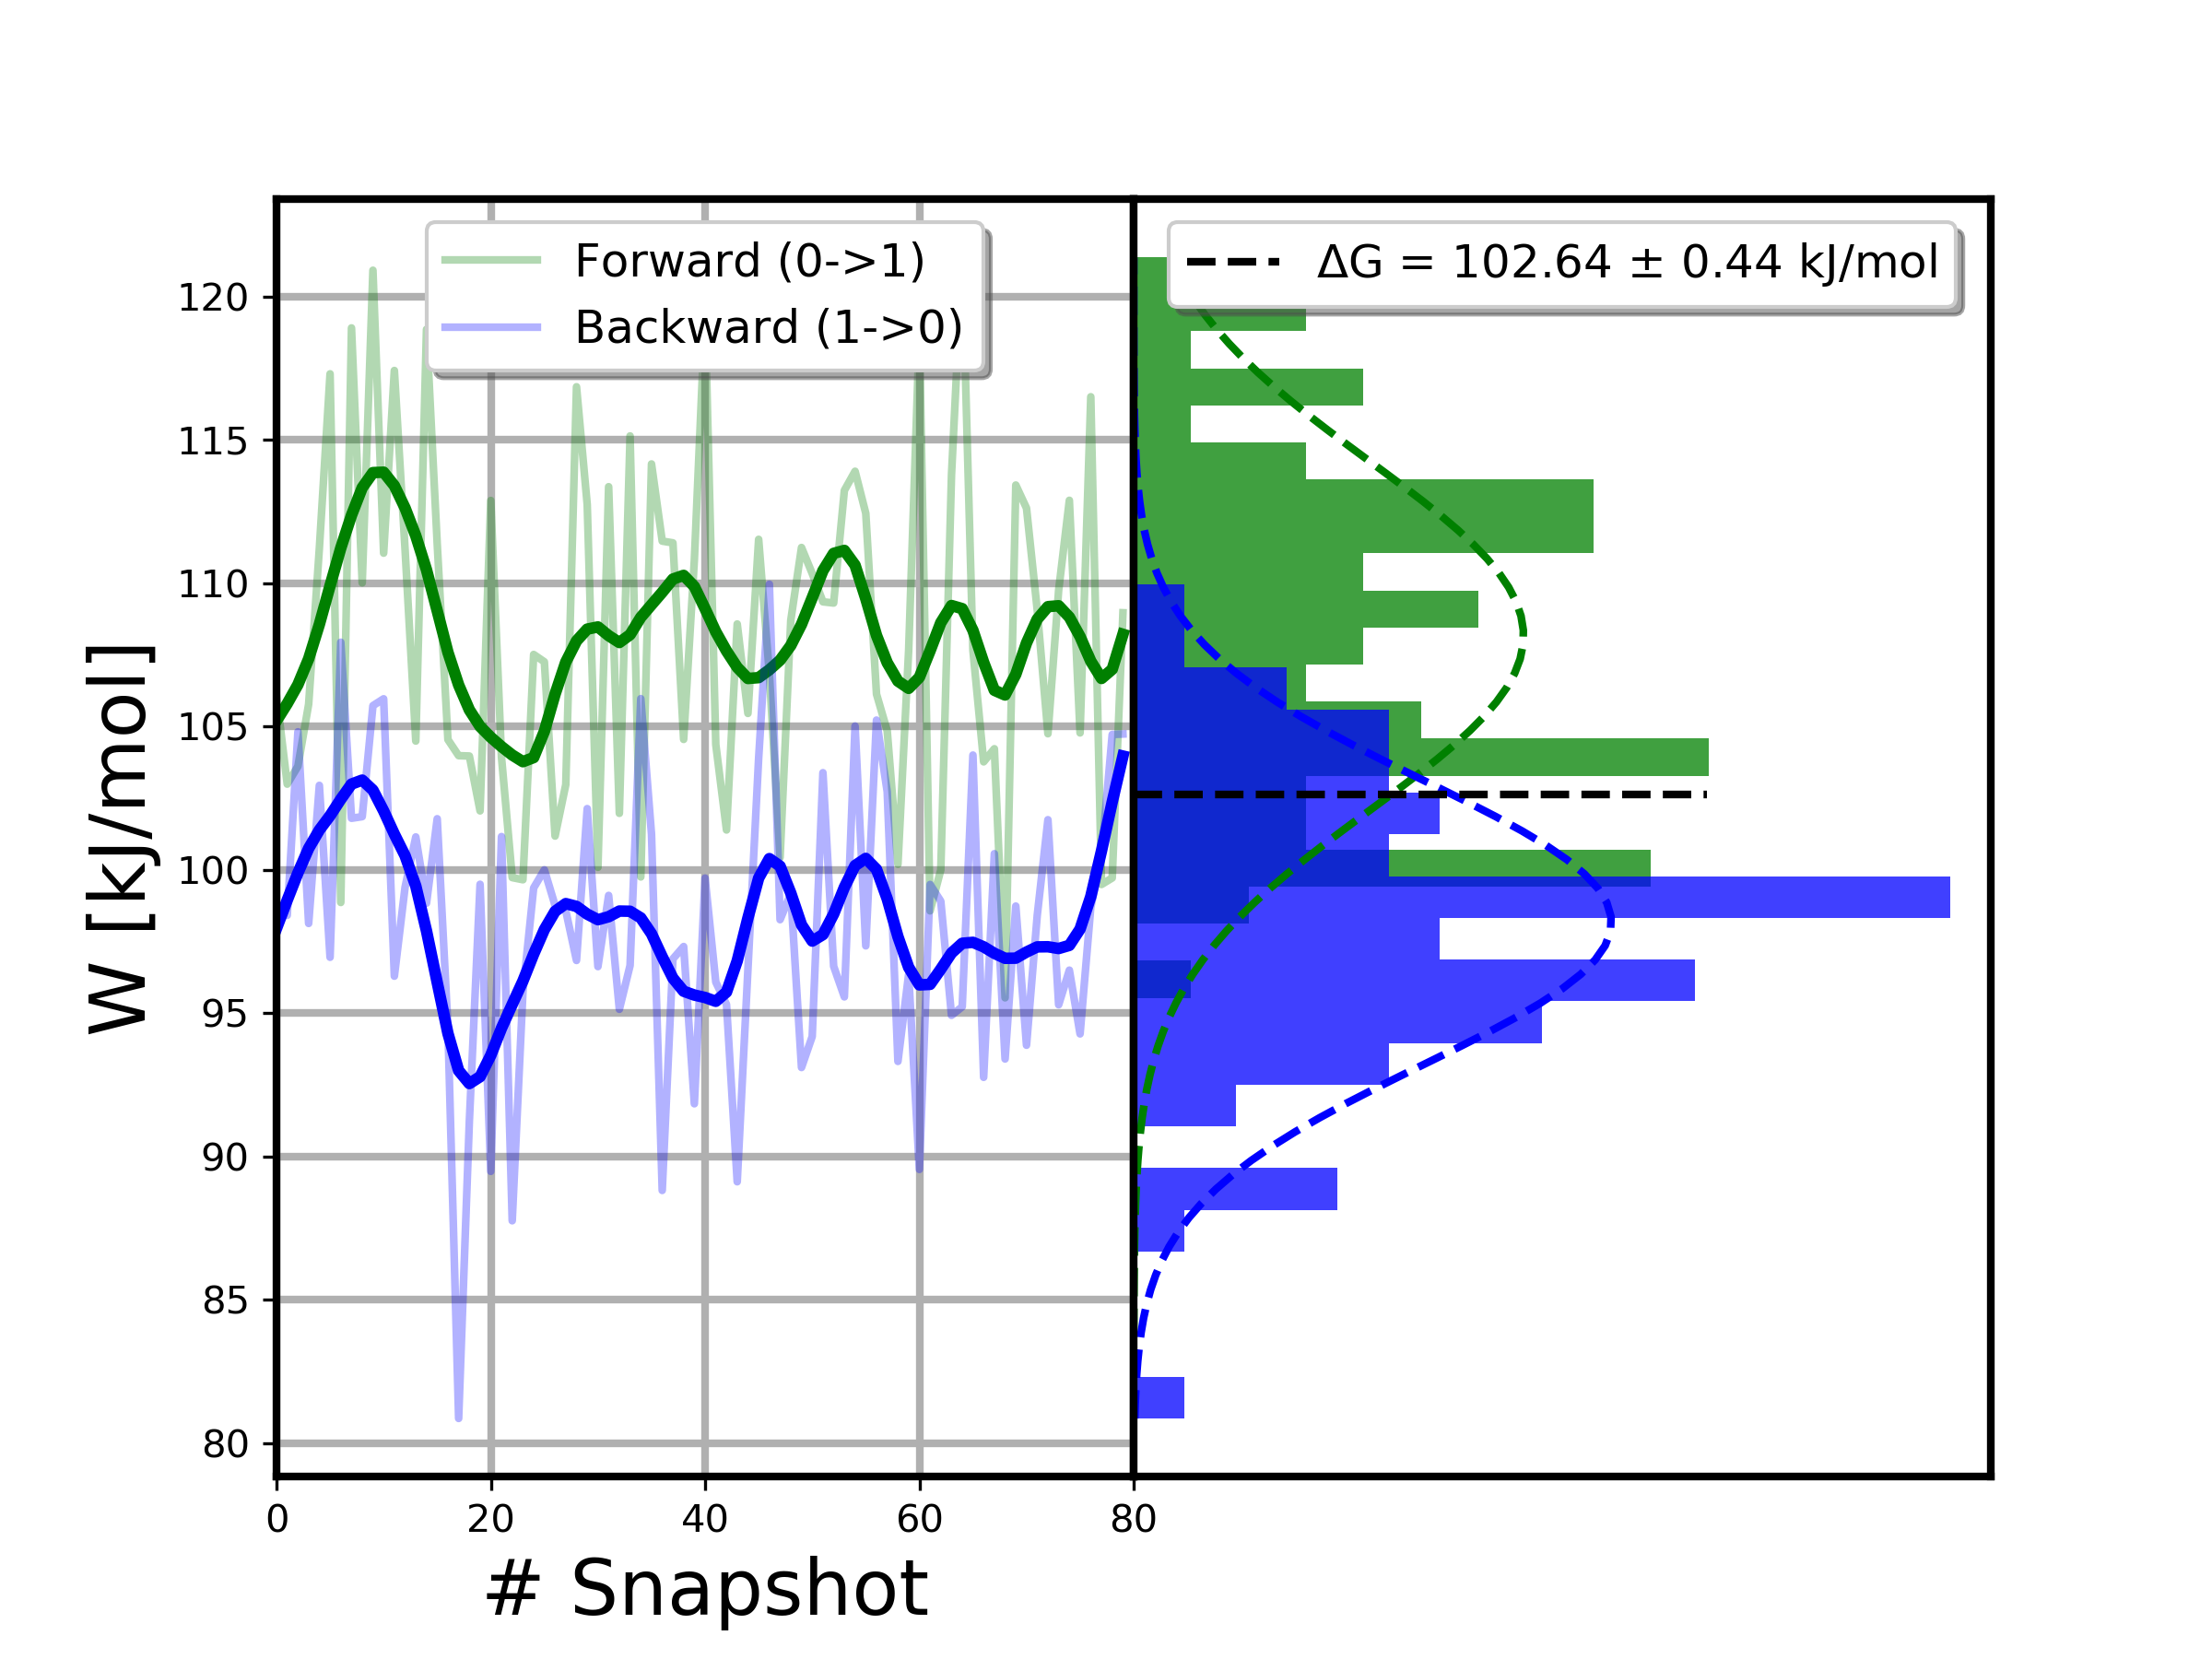 Forward (0->1)
Backward (1->0)
ΔG = 102.64 ± 0.44 kJ/mol
W [kJ/mol]
120
115
110
105
100
95
90
85
80
0 20 40 60 80
# Snapshot